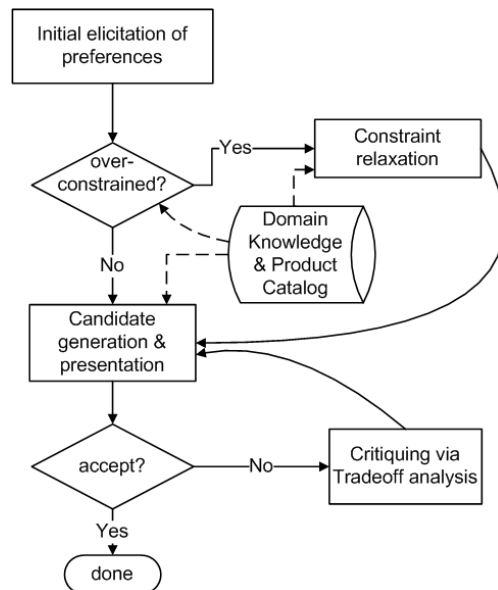 Initial elicitation of
preferences
over-
constrained?
Yes
Constraint
relaxation
Domain
Knowledge
& Product
Catalog
No
Candidate
generation &
presentation
accept?
No
Critiquing via
Tradeoff analysis
Yes
done